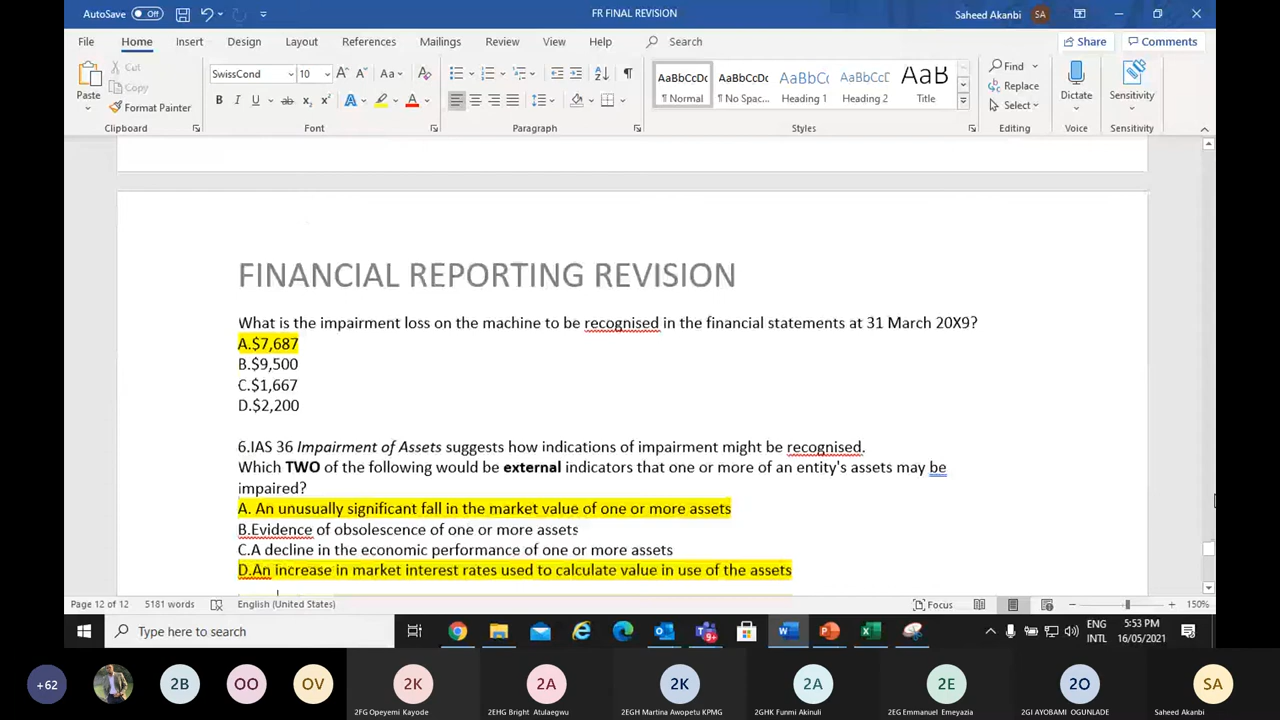 AutoSave Off
FR FINAL REVISION
Saheed Akanbi SA
File Home Insert Design Layout References Mailings Review View Help Search Share Comments
Paste
Cut
Copy
Format Painter
SwissCond 10
AaBbCcDc AaBbCcDc AaBbCc AaBbCcD AaB
¶ Normal ¶ No Spac... Heading 1 Heading 2 Title
Find
Replace
Select
Dictate Sensitivity
Clipboard Font Paragraph Styles Editing Voice Sensitivity
FINANCIAL REPORTING REVISION
What is the impairment loss on the machine to be recognised in the financial statements at 31 March 20X9?
A.$7,687
B.$9,500
C.$1,667
D.$2,200
6.IAS 36 Impairment of Assets suggests how indications of impairment might be recognised.
Which TWO of the following would be external indicators that one or more of an entity's assets may be
impaired?
A. An unusually significant fall in the market value of one or more assets
B.Evidence of obsolescence of one or more assets
C.A decline in the economic performance of one or more assets
D.An increase in market interest rates used to calculate value in use of the assets
Page 12 of 12 5181 words English (United States) Focus 150%
Type here to search
ENG
INTL
5:53 PM
16/05/2021
+62 2B OO OV 2K 2A 2K 2A 2E 2O SA
2FG Opeyemi Kayode 2EHG Bright Atulaegwu 2EGH Martina Awopetu KPMG 2GHK Funmi Akinuli 2EG Emmanuel Emeyazia 2GI AYOBAMI OGUNLADE Saheed Akanbi